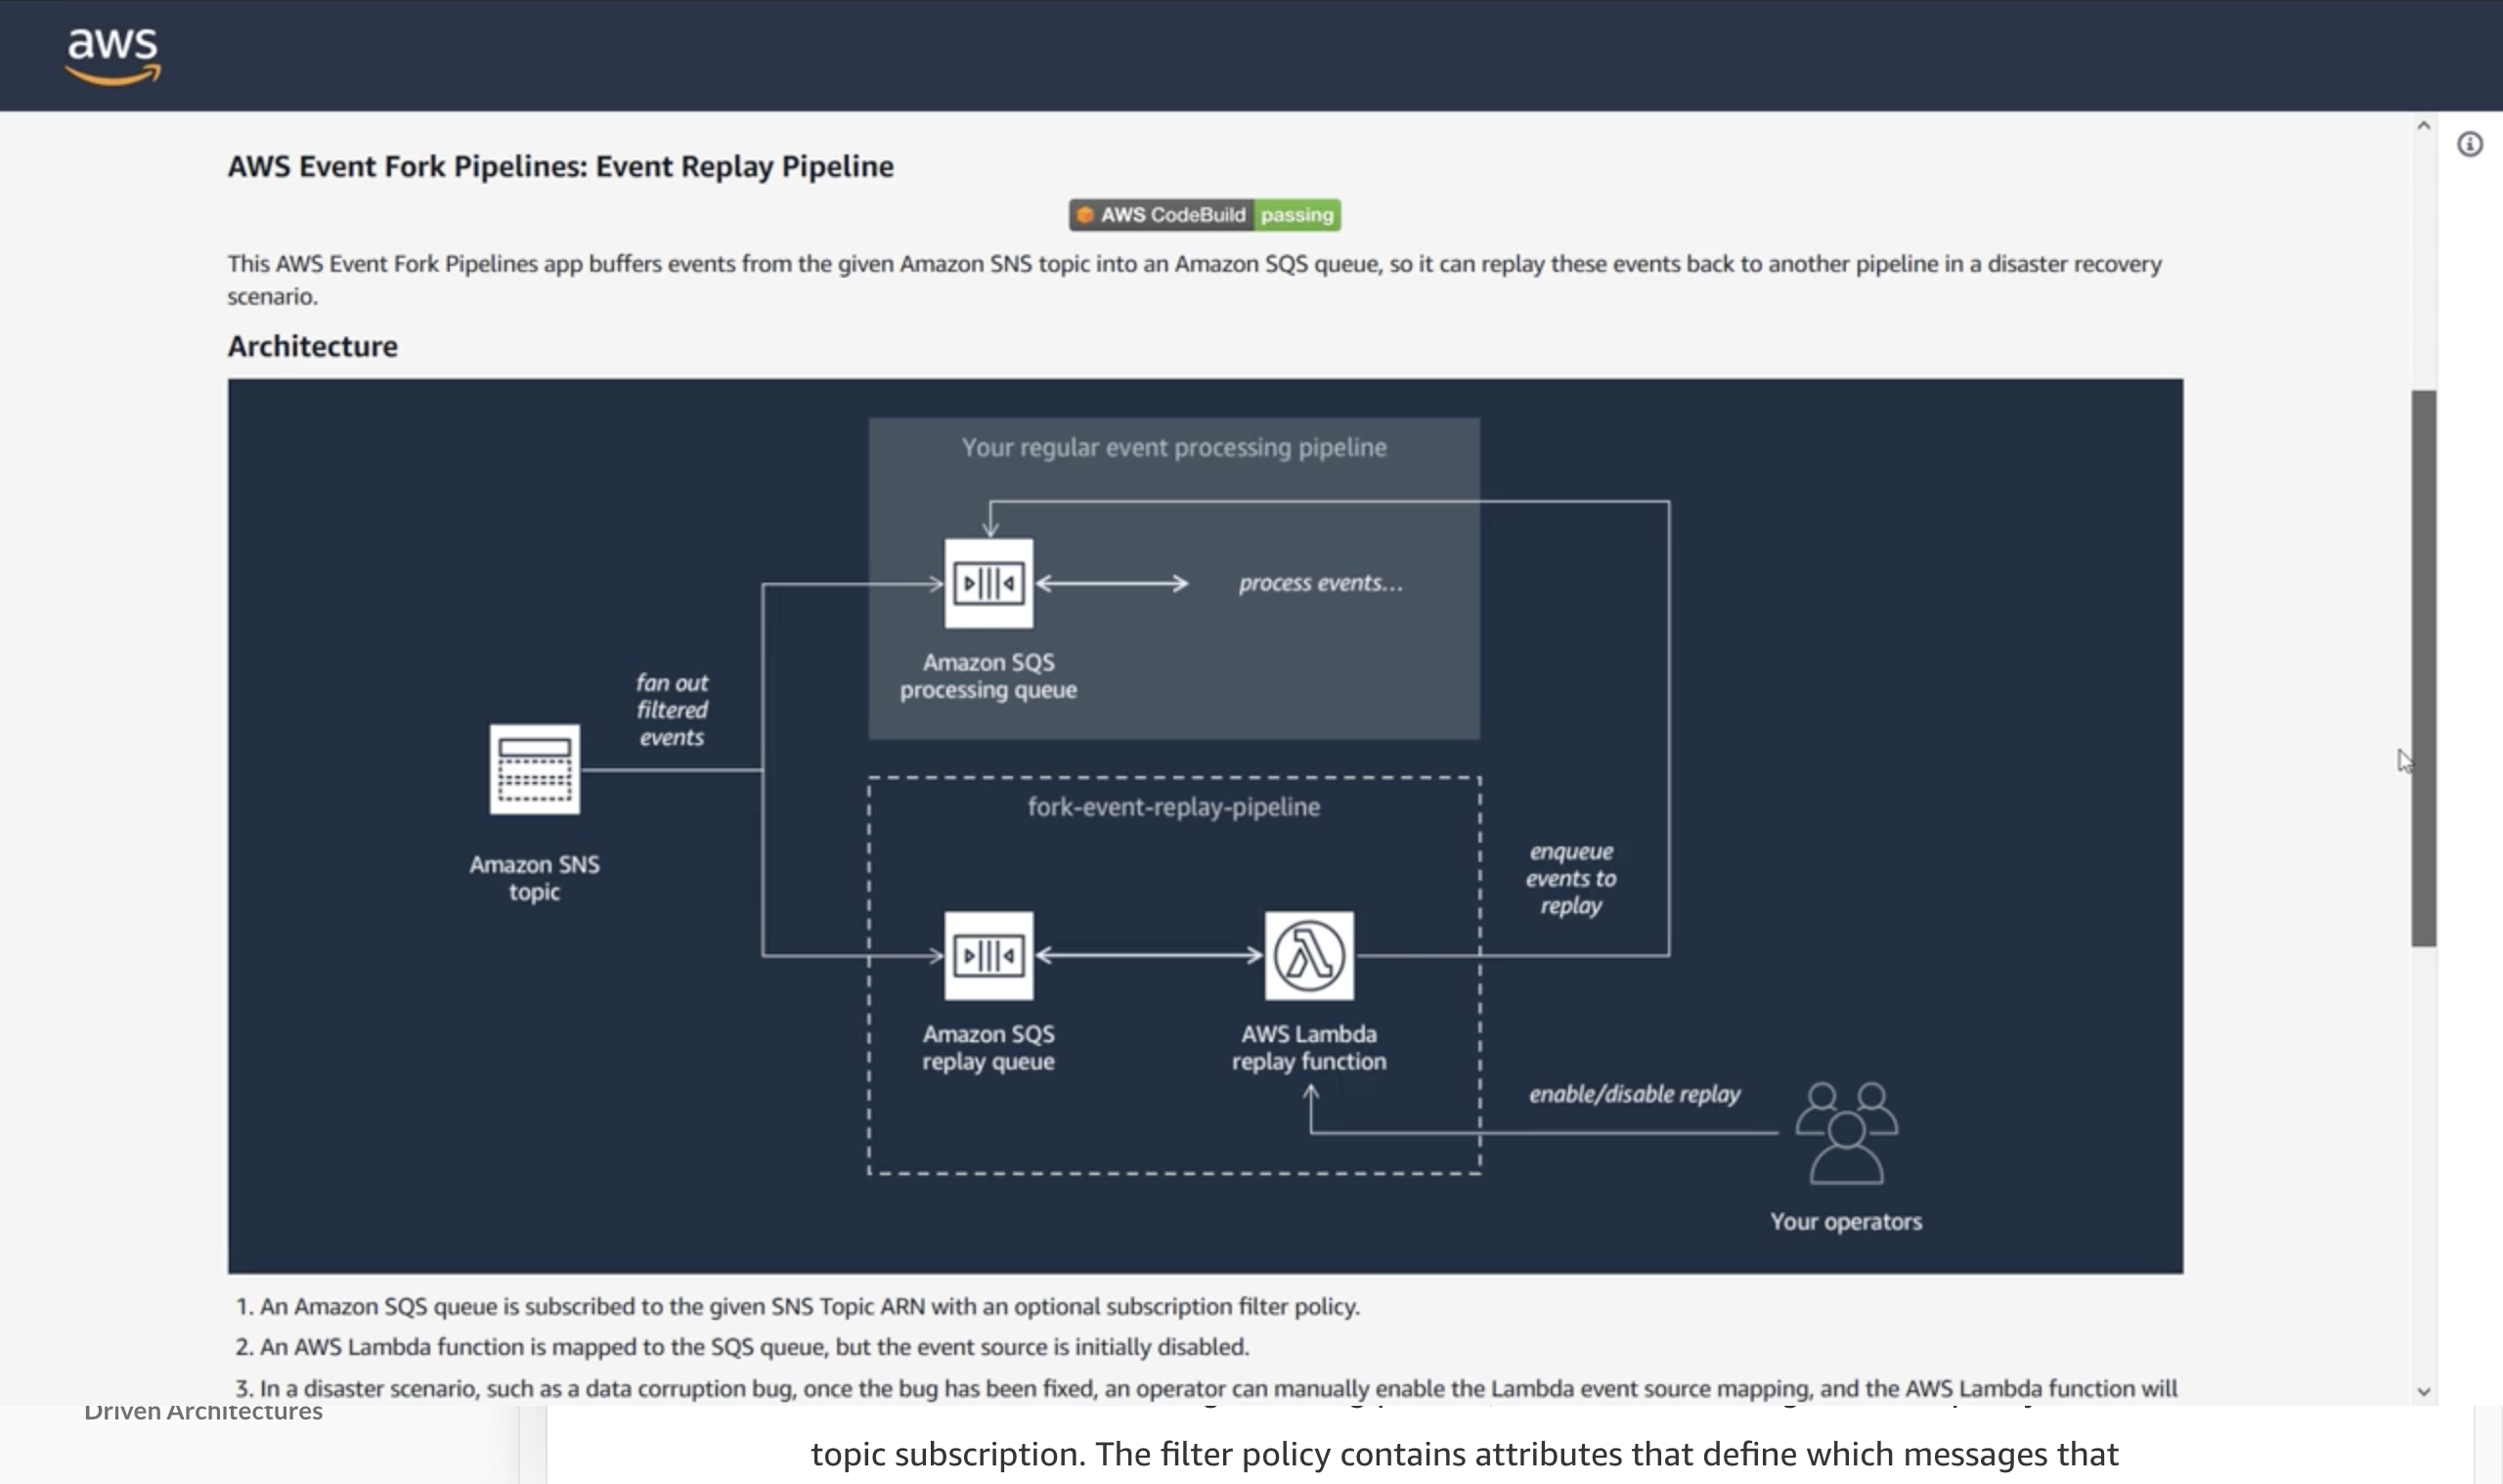 aws
AWS Event Fork Pipelines: Event Replay Pipeline
AWS CodeBuild passing
This AWS Event Fork Pipelines app buffers events from the given Amazon SNS topic into an Amazon SQS queue, so it can replay these events back to another pipeline in a disaster recovery
scenario.
Architecture
Your regular event processing pipeline
process events...
Amazon SQS
processing queue
fan out
filtered
events
Amazon SNS
topic
fork-event-replay-pipeline
enqueue
events to
replay
Amazon SQS
replay queue
AWS Lambda
replay function
enable/disable replay
Your operators
1. An Amazon SQS queue is subscribed to the given SNS Topic ARN with an optional subscription filter policy.
2. An AWS Lambda function is mapped to the SQS queue, but the event source is initially disabled.
3. In a disaster scenario, such as a data corruption bug, once the bug has been fixed, an operator can manually enable the Lambda event source mapping, and the AWS Lambda function will
Driven Architectures
topic subscription. The filter policy contains attributes that define which messages that